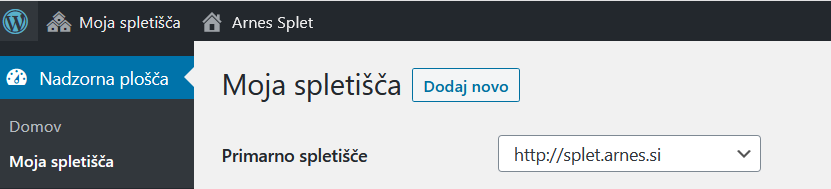 Moja spletišča Arnes Splet
Nadzorna plošča
Moja spletišča Dodaj novo
Domov
Moja spletišča
Primarno spletišče http://splet.arnes.si